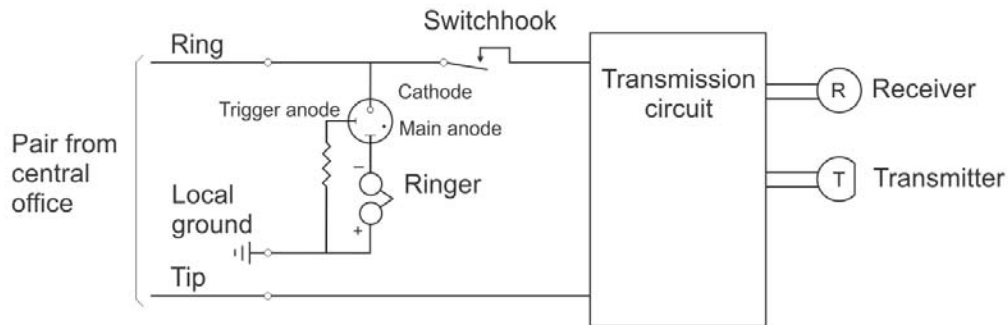 Switchhook
Ring
Transmission
circuit
Cathode
Trigger anode
Main anode
R
Receiver
Pair from
central
office
−
Ringer
Local
ground
+
T
Transmitter
Tip